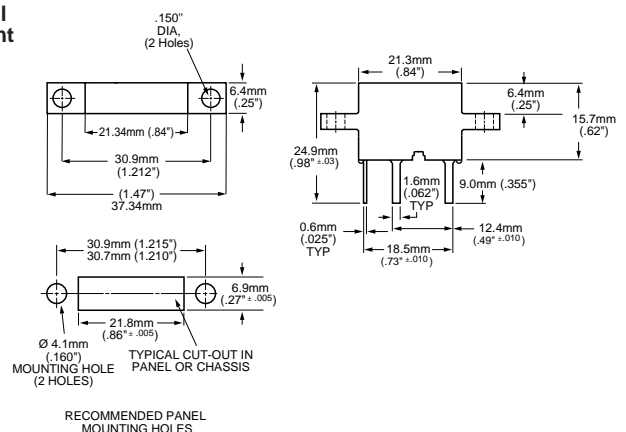 l
nt
.150"
DIA,
(2 Holes)
6.4mm
(.25")
21.34mm (.84")
30.9mm
(1.212")
(1.47")
37.34mm
21.3mm
(.84")
6.4mm
(.25")
15.7mm
(.62")
24.9mm
(.98" ±.03)
1.6mm
(.062")
TYP
9.0mm (.355")
0.6mm
(.025")
TYP
12.4mm
(.49" ±.010)
18.5mm
(.73" ±.010)
30.9mm (1.215")
30.7mm (1.210")
6.9mm
(.27" ±.005)
21.8mm
(.86" ±.005)
Ø 4.1mm
(.160")
MOUNTING HOLE
(2 HOLES)
TYPICAL CUT-OUT IN
PANEL OR CHASSIS
RECOMMENDED PANEL
MOUNTING HOLES